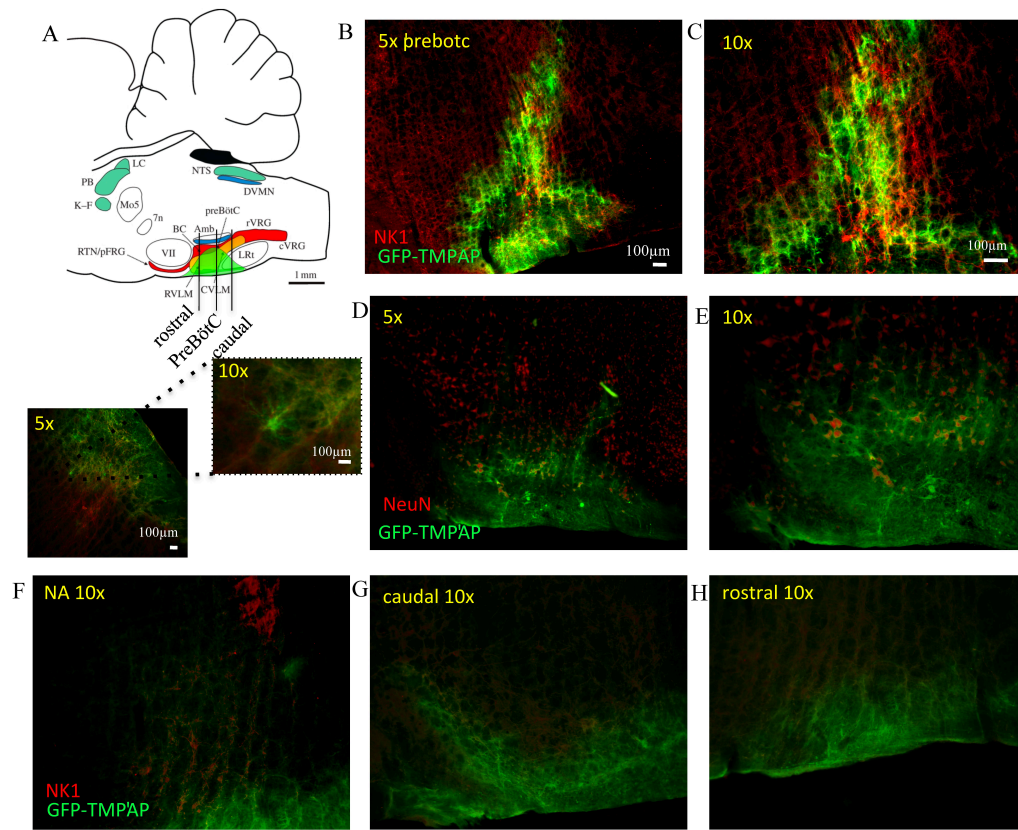 A
LC
PB
K–F
Mo5
7n
NTS
DVMN
preBötC
BC
Amb
rVRG
cVRG
RTN/pFRG
VII
LRt
RVLM
CVLM
1 mm
rostral
PreBötC
caudal
5x
100µm
10x
100µm
B
5x prebotc
NK1
GFP-TMPAP
100µm
C
10x
100µm
D
5x
NeuN
GFP-TMPAP
E
10x
F
NA 10x
NK1
GFP-TMPAP
G
caudal 10x
H
rostral 10x